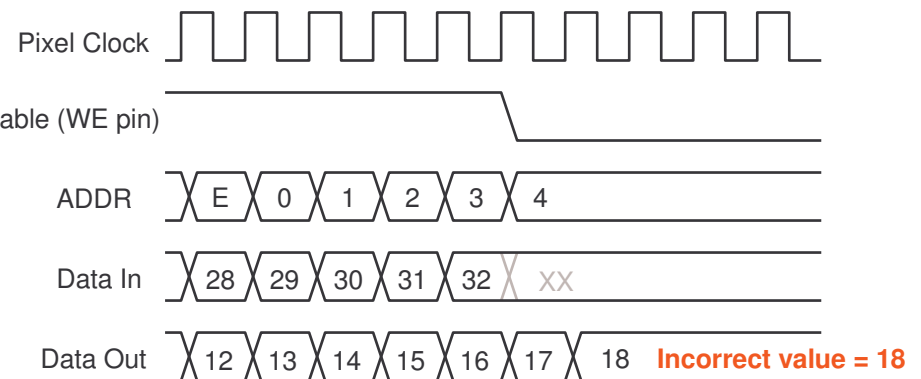 Pixel Clock
able (WE pin)
ADDR E 0 1 2 3 4
Data In 28 29 30 31 32 XX
Data Out 12 13 14 15 16 17 18 Incorrect value = 18